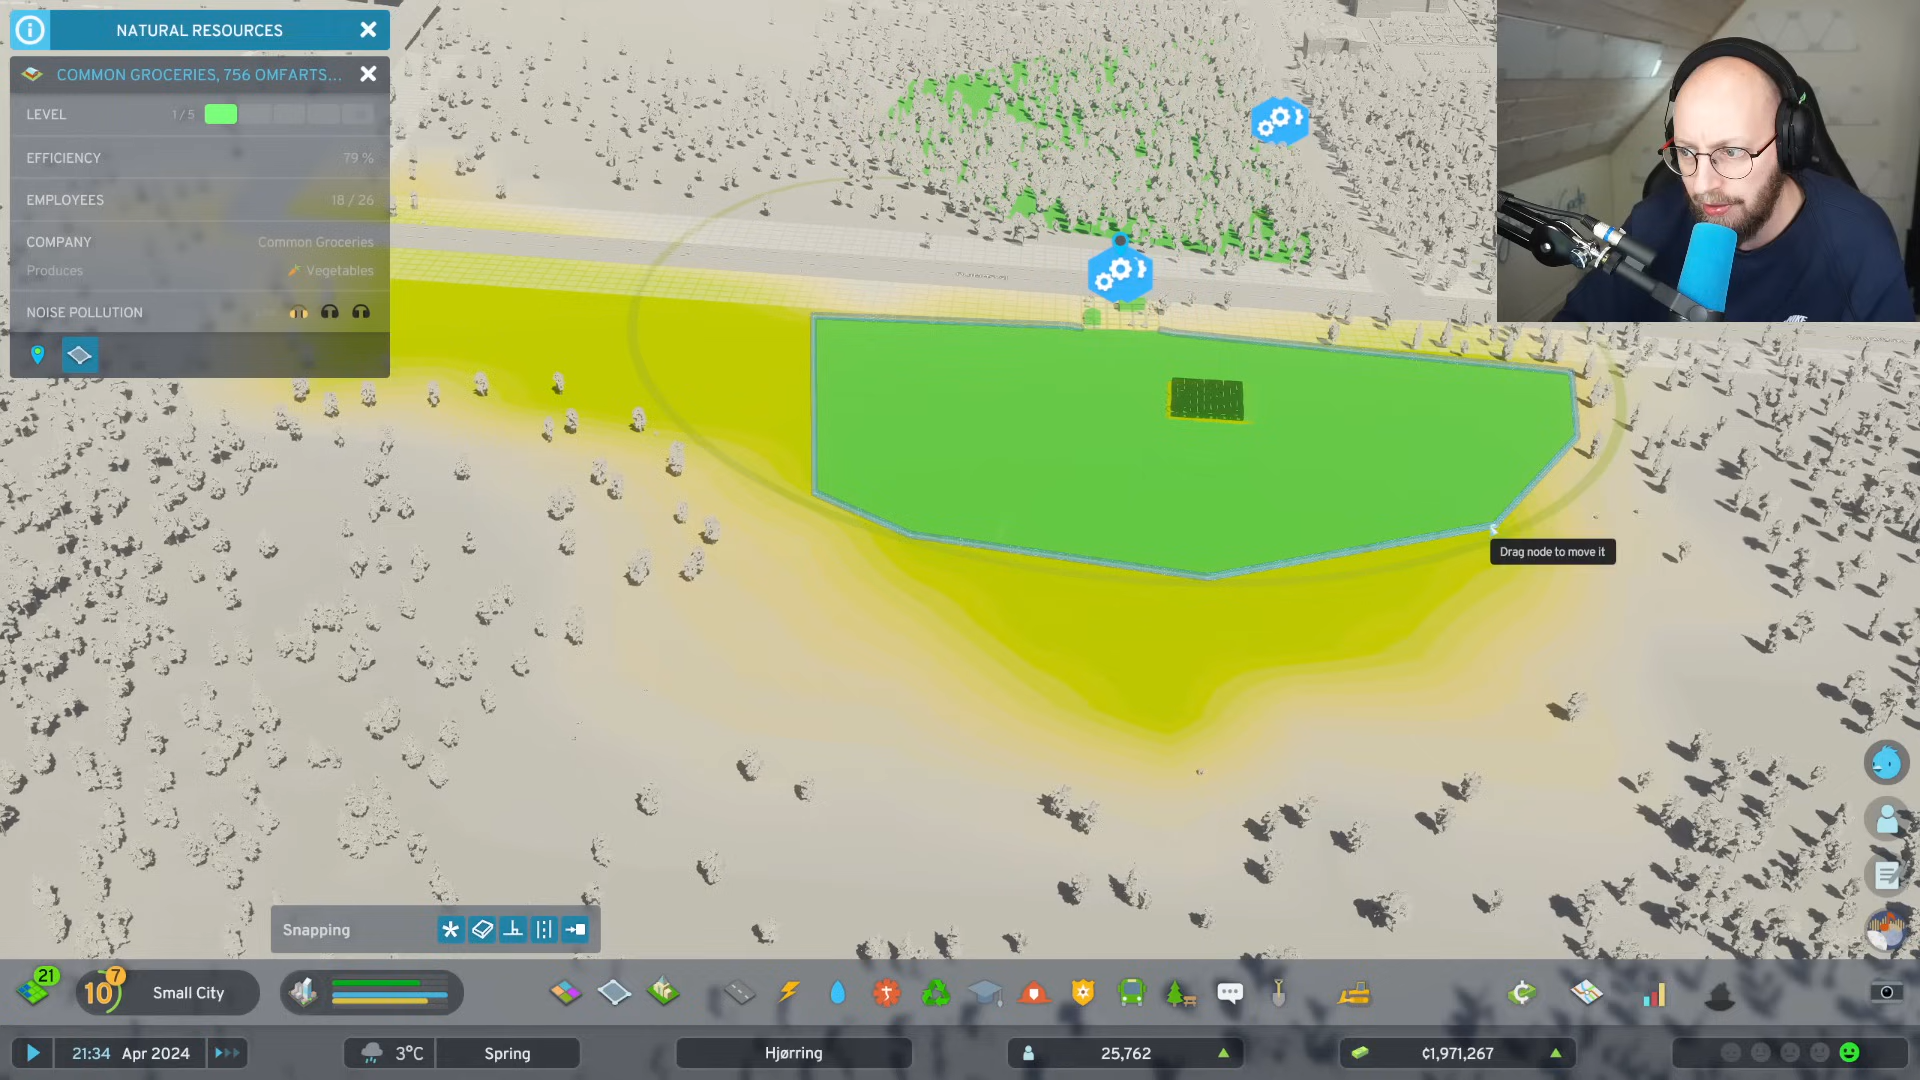 NATURAL RESOURCES
COMMON GROCERIES, 756 OMFARTS...
LEVEL 1/5
EFFICIENCY 79 %
EMPLOYEES 18 / 26
COMPANY Common Groceries
Produces Vegetables
NOISE POLLUTION
Drag node to move it
Snapping
21
10 7 Small City
21:34 Apr 2024 3°C Spring Hjørring 25,762 ¢1,971,267